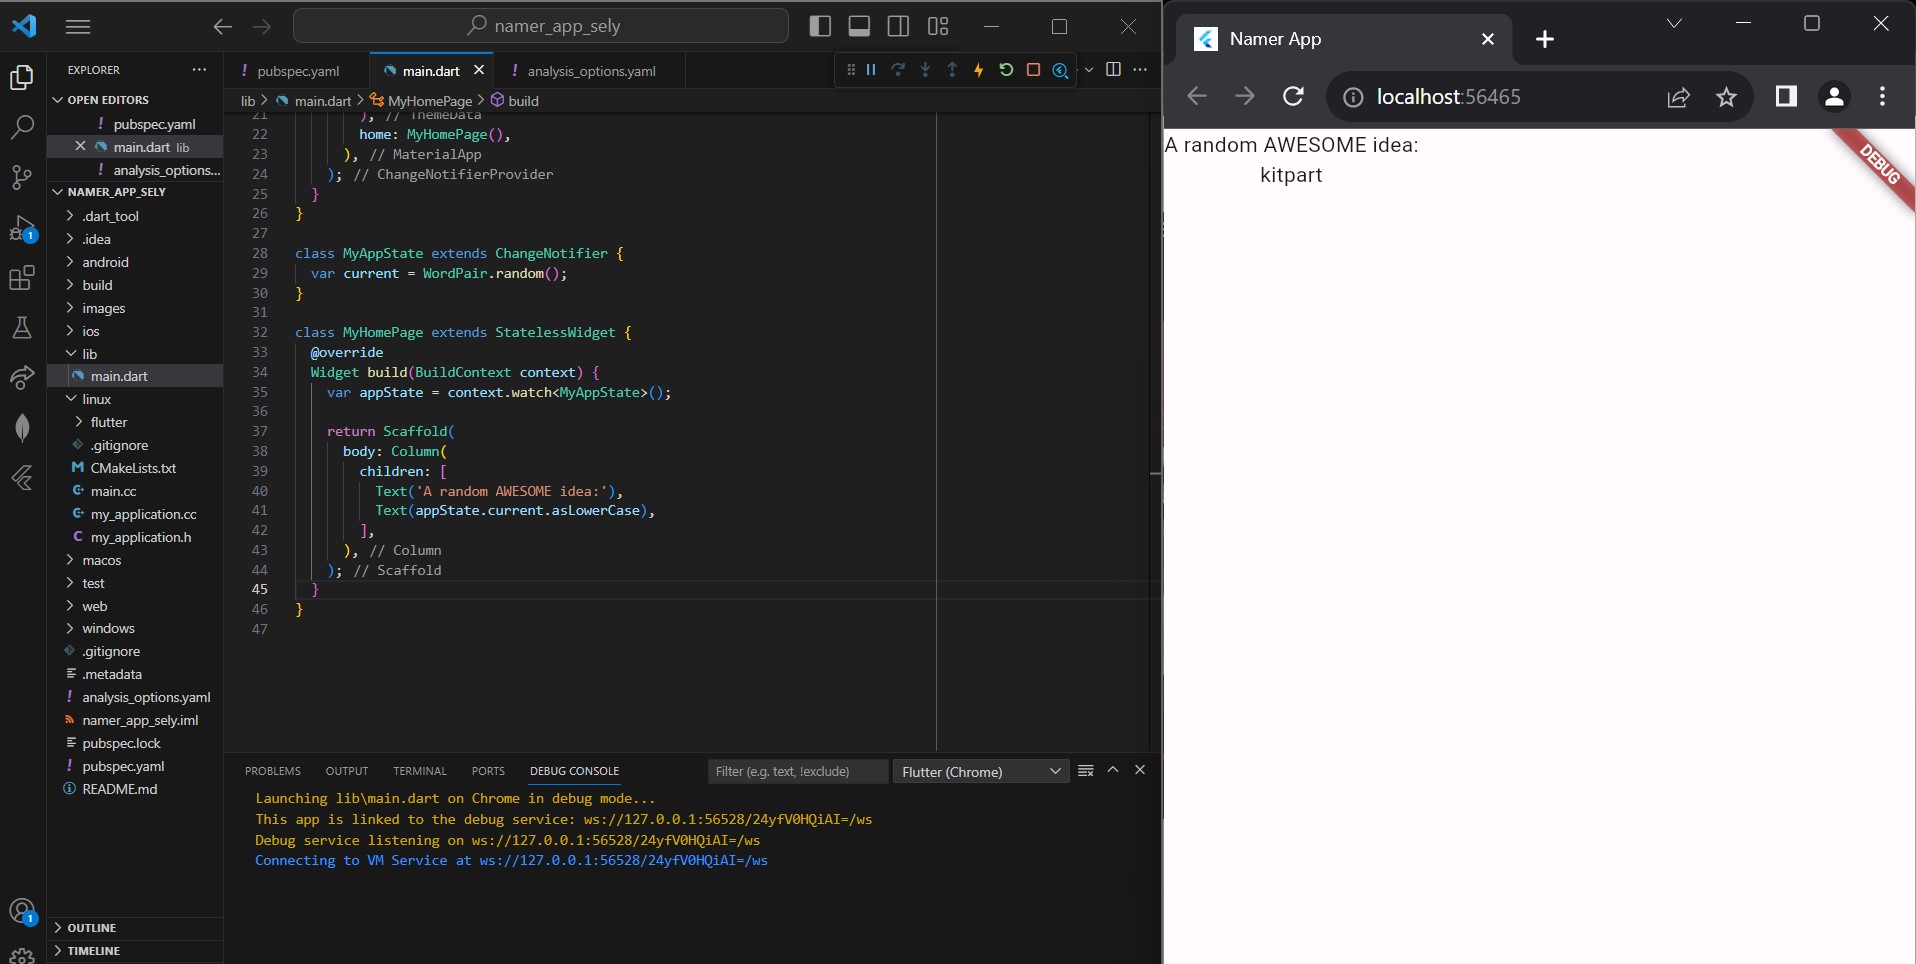 namer_app_sely
EXPLORER
OPEN EDITORS
! pubspec.yaml
main.dart lib
! analysis_options...
NAMER_APP_SELY
.dart_tool
.idea
android
build
images
ios
lib
main.dart
linux
flutter
.gitignore
CMakeLists.txt
main.cc
my_application.cc
C my_application.h
macos
test
web
windows
.gitignore
.metadata
! analysis_options.yaml
namer_app_sely.iml
pubspec.lock
! pubspec.yaml
README.md
OUTLINE
TIMELINE
! pubspec.yaml
main.dart
! analysis_options.yaml
lib > main.dart > MyHomePage > build
21 ), // ThemeData
22 home: MyHomePage(),
23 ), // MaterialApp
24 ); // ChangeNotifierProvider
25 }
26 }
27
28 class MyAppState extends ChangeNotifier {
29 var current = WordPair.random();
30 }
31
32 class MyHomePage extends StatelessWidget {
33 @override
34 Widget build(BuildContext context) {
35 var appState = context.watch<MyAppState>();
36
37 return Scaffold(
38 body: Column(
39 children: [
40 Text('A random AWESOME idea:'),
41 Text(appState.current.asLowerCase),
42 ],
43 ), // Column
44 ); // Scaffold
45 }
46 }
47
PROBLEMS OUTPUT TERMINAL PORTS DEBUG CONSOLE
Filter (e.g. text, !exclude)
Flutter (Chrome)
Launching lib\main.dart on Chrome in debug mode...
This app is linked to the debug service: ws://127.0.0.1:56528/24yfV0HQiAI=/ws
Debug service listening on ws://127.0.0.1:56528/24yfV0HQiAI=/ws
Connecting to VM Service at ws://127.0.0.1:56528/24yfV0HQiAI=/ws
1
1
Namer App
localhost:56465
A random AWESOME idea:
kitpart
DEBUG